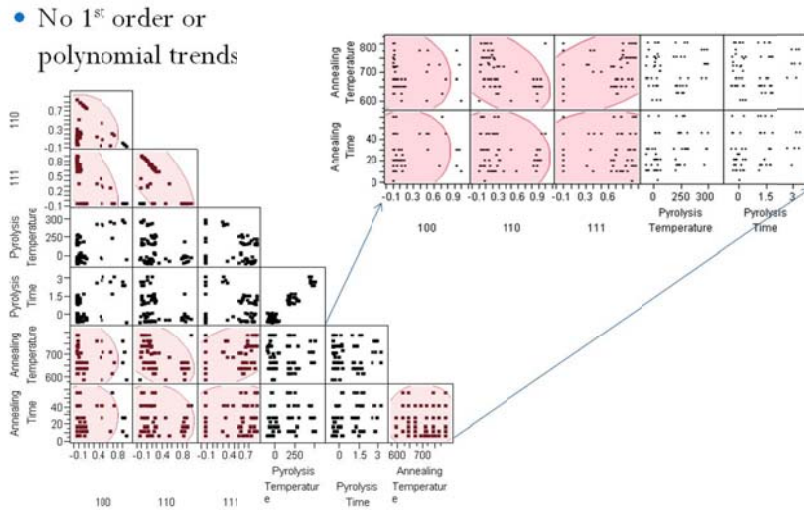 • No 1st order or
polynomial trends
Annealing
Temperature
800
700
600
Annealing
Time
40
20
0
-0.1 0.3 0.6 0.9
-0.1 0.3 0.6 0.9
-0.1 0.3 0.6
0 250 300
0 1.5 3
100
110
111
Pyrolysis
Temperature
Pyrolysis
Time
110
0.7
0.3
-0.1
111
0.8
0.5
0.2
-0.1
Pyrolysis
Temperature
300
150
0
Pyrolysis
Time
3
1
0
Annealing
Temperature
700
600
Annealing
Time
40
20
0
-0.1 0.4 0.8
-0.1 0.4 0.8
-0.1 0.4 0.7
0 250
0 1.5 3
600 700
100
110
111
Pyrolysis
Temperatur
e
Pyrolysis
Time
Annealing
Temperatur
e